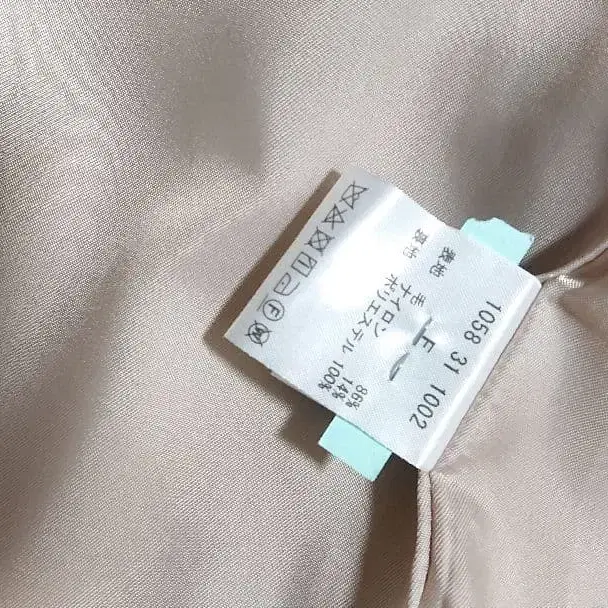 1058 31 1002
F
表地 毛 86%
ナイロン 14%
裏地 ポリエステル 100%
F